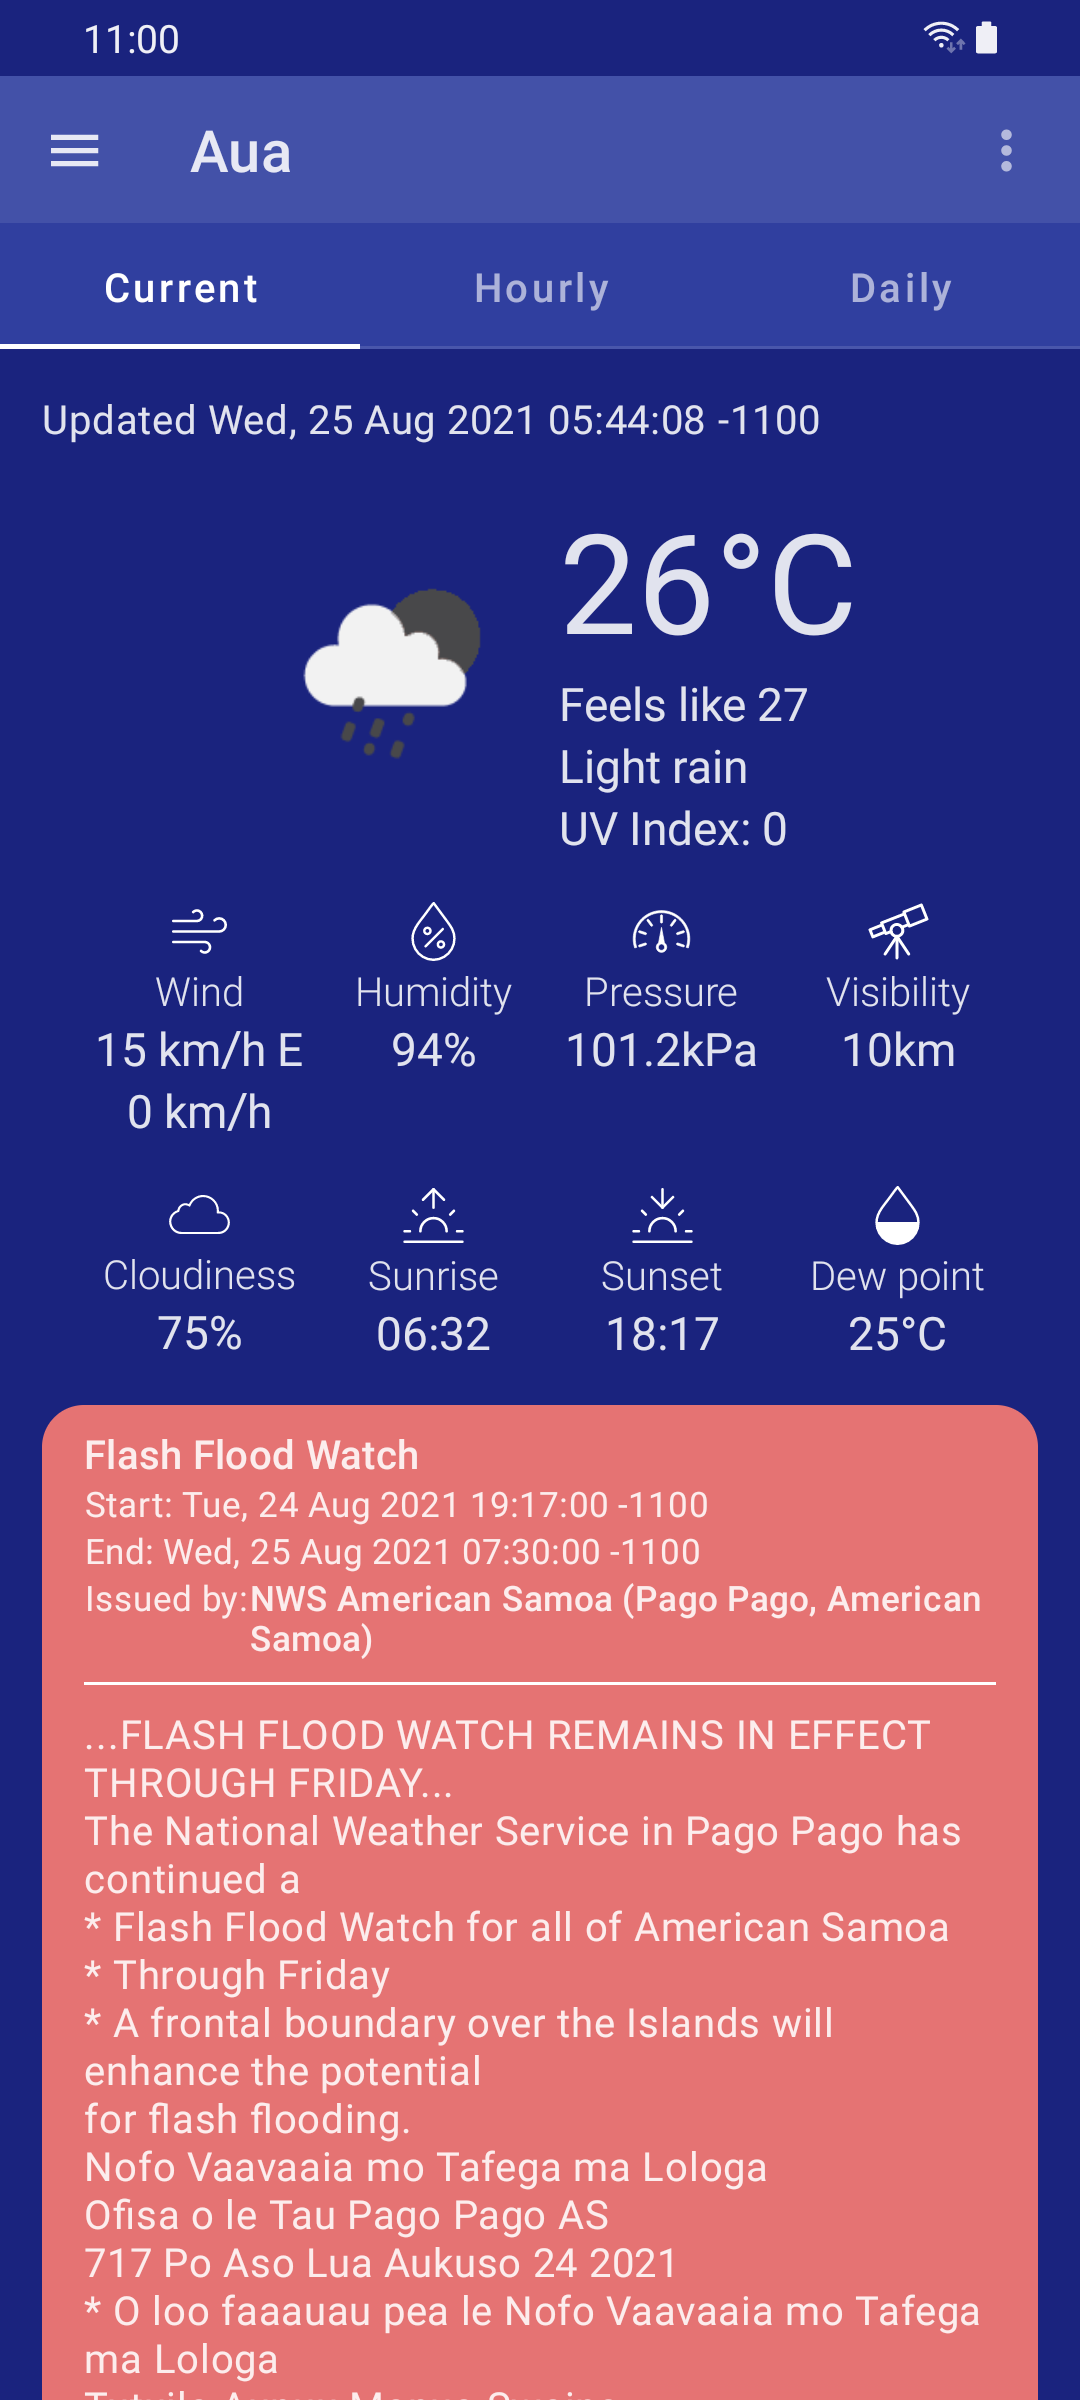 11:00
Aua
Current Hourly Daily
Updated Wed, 25 Aug 2021 05:44:08 -1100
26°C
Feels like 27
Light rain
UV Index: 0
Wind Humidity Pressure Visibility
15 km/h E 94% 101.2kPa 10km
0 km/h
Cloudiness Sunrise Sunset Dew point
75% 06:32 18:17 25°C
Flash Flood Watch
Start: Tue, 24 Aug 2021 19:17:00 -1100
End: Wed, 25 Aug 2021 07:30:00 -1100
Issued by: NWS American Samoa (Pago Pago, American
Samoa)
...FLASH FLOOD WATCH REMAINS IN EFFECT
THROUGH FRIDAY...
The National Weather Service in Pago Pago has
continued a
* Flash Flood Watch for all of American Samoa
* Through Friday
* A frontal boundary over the Islands will
enhance the potential
for flash flooding.
Nofo Vaavaaia mo Tafega ma Lologa
Ofisa o le Tau Pago Pago AS
717 Po Aso Lua Aukuso 24 2021
* O loo faaauau pea le Nofo Vaavaaia mo Tafega
ma Lologa